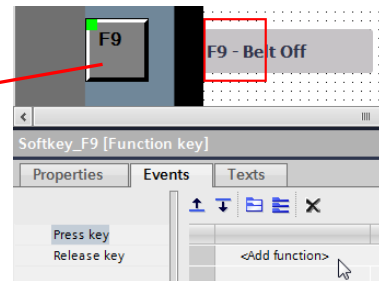 F9
F9 - Belt Off
Softkey_F9 [Function key]
Properties
Events
Texts
Press key
Release key
<Add function>